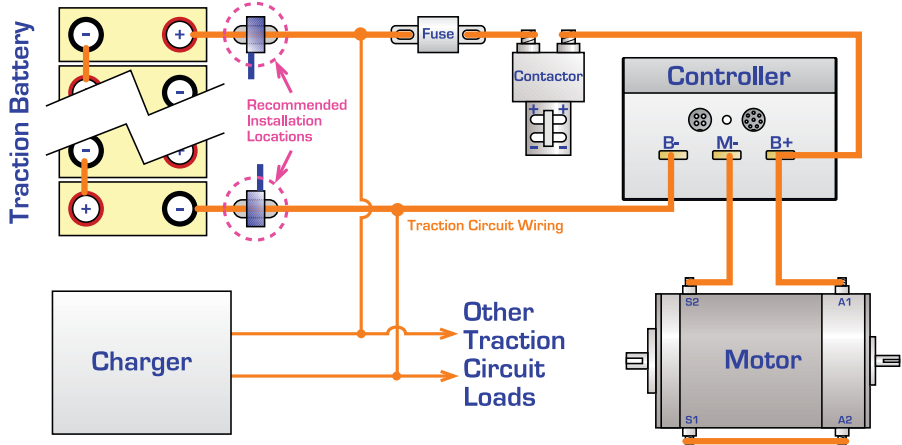 Traction Battery
-
+
-
+
-
+
-
+
-
Recommended
Installation
Locations
Fuse
Contactor
+
+
-
-
Controller
B-
M-
B+
Traction Circuit Wiring
Charger
Other
Traction
Circuit
Loads
S2
A1
Motor
S1
A2